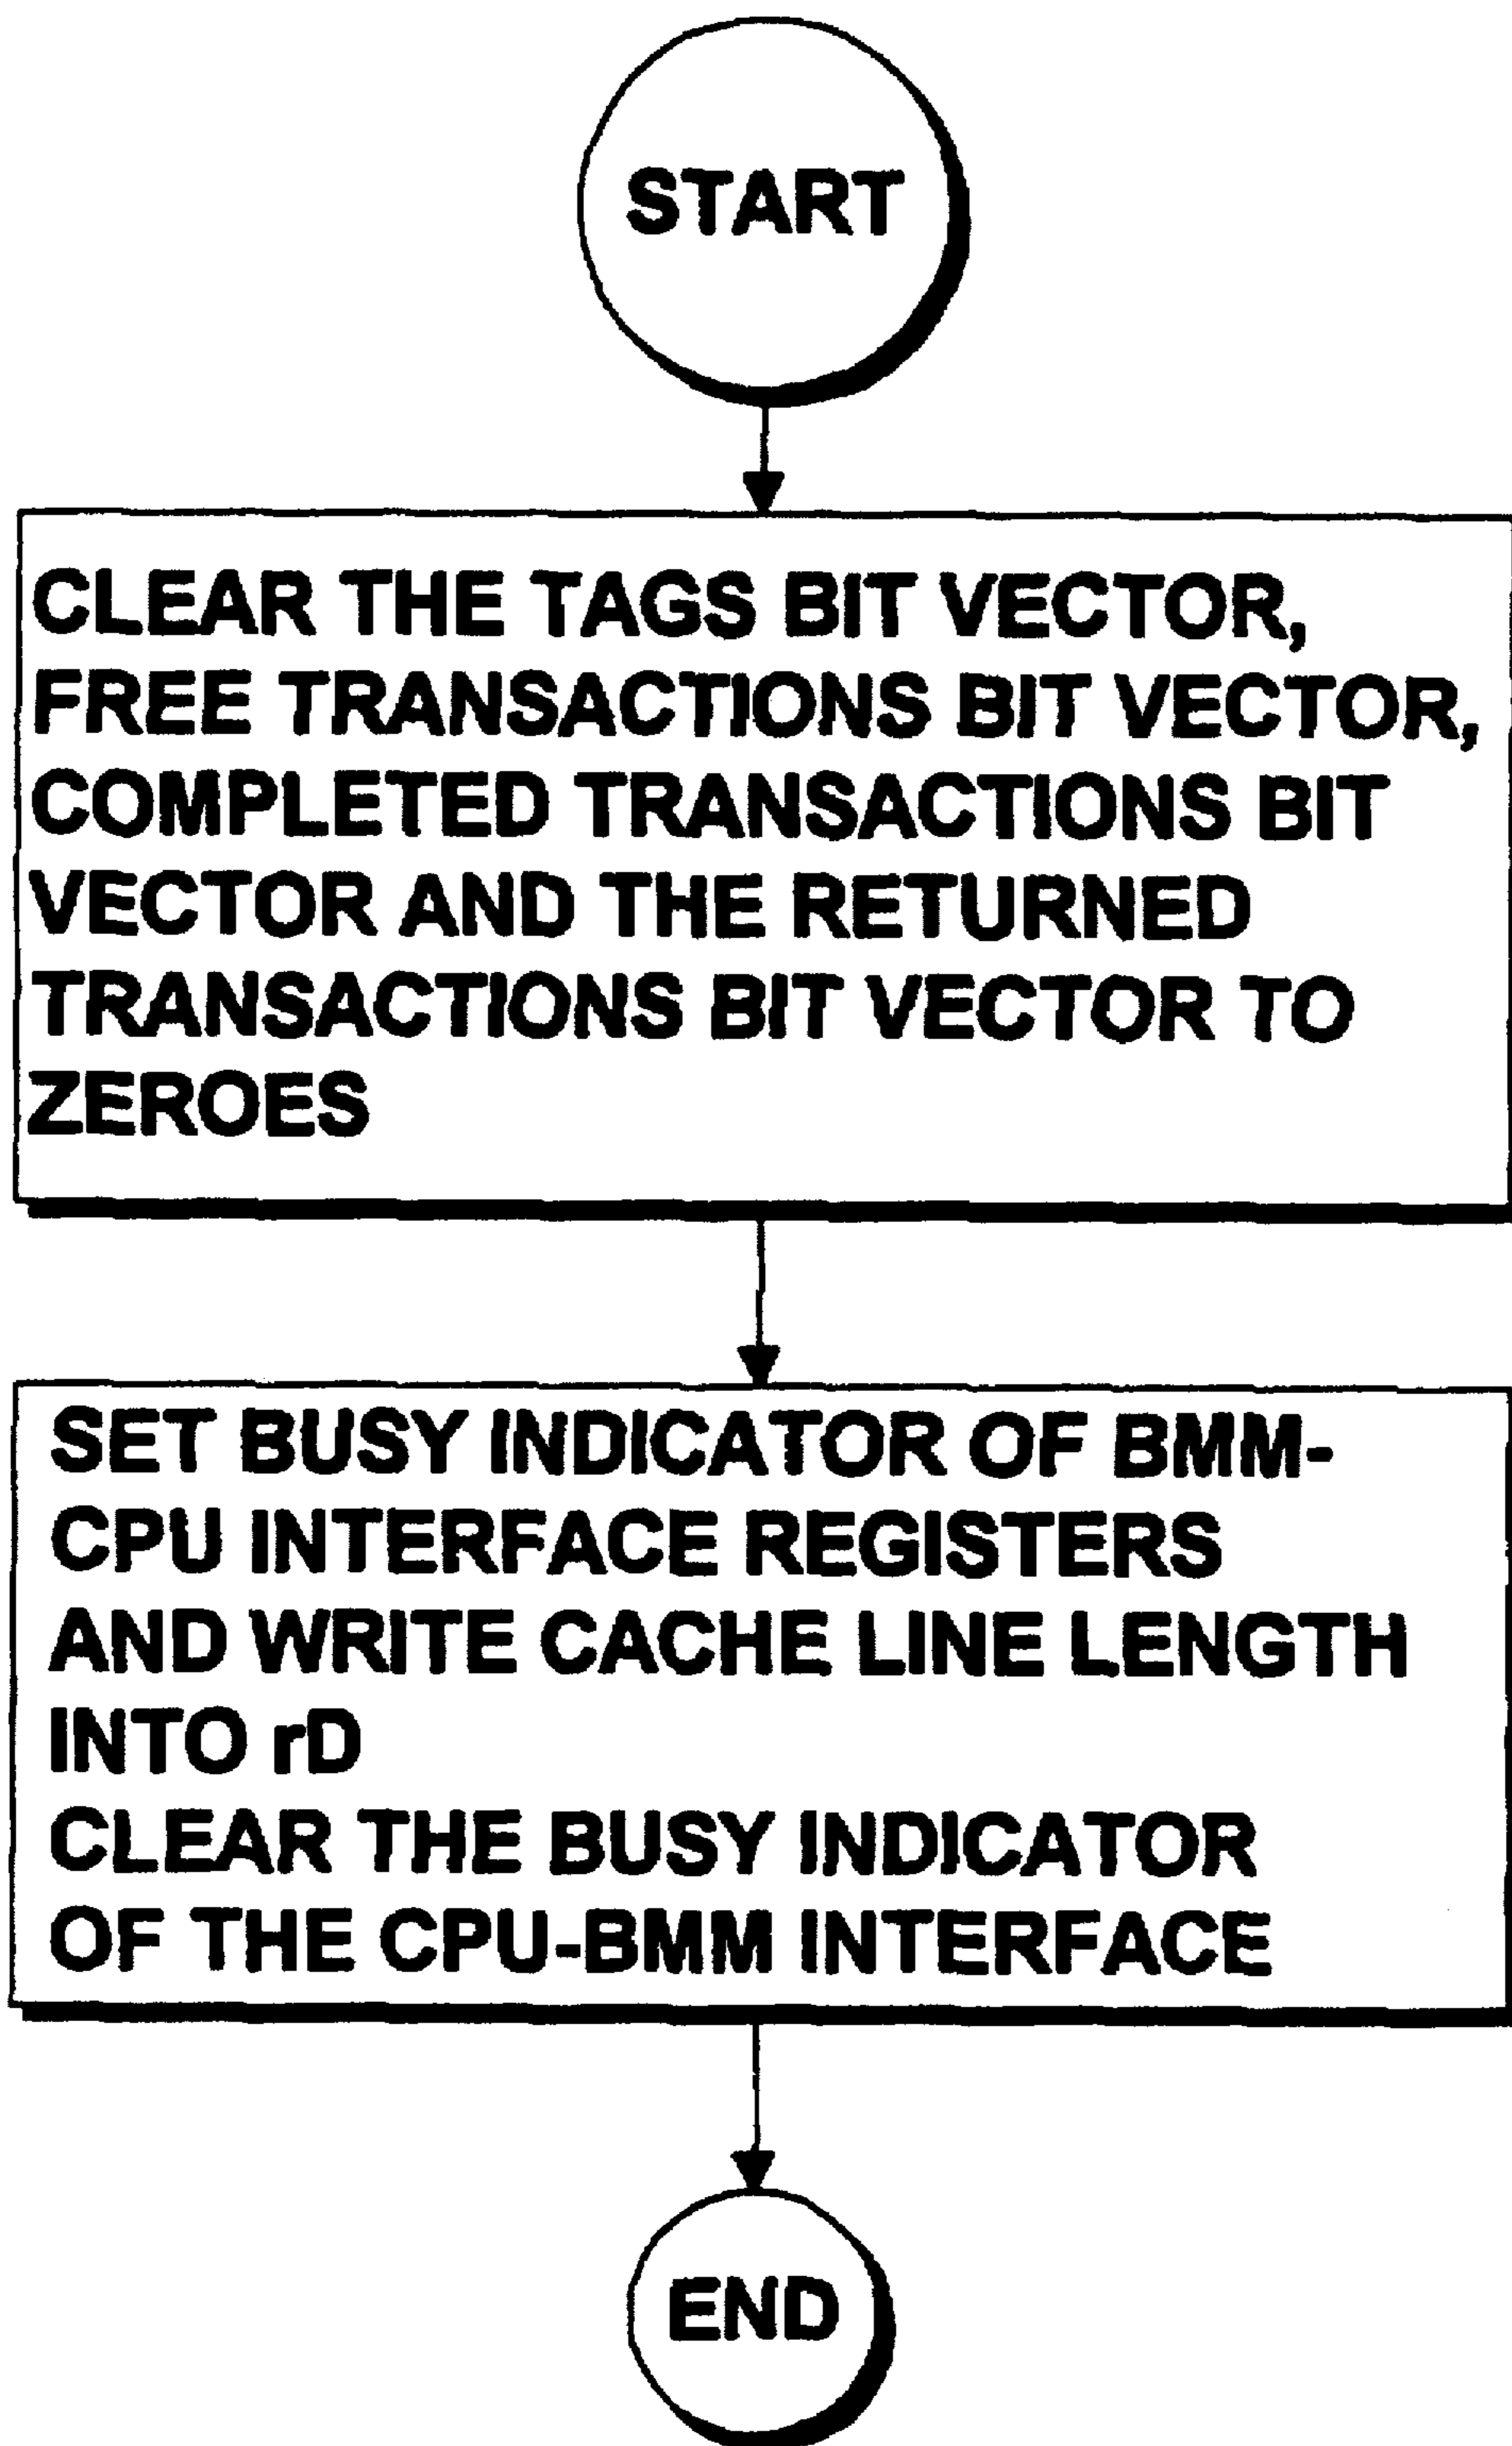 START
CLEAR THE TAGS BIT VECTOR,
FREE TRANSACTIONS BIT VECTOR,
COMPLETED TRANSACTIONS BIT
VECTOR AND THE RETURNED
TRANSACTIONS BIT VECTOR TO
ZEROES
SET BUSY INDICATOR OF BMM-
CPU INTERFACE REGISTERS
AND WRITE CACHE LINE LENGTH
INTO rD
CLEAR THE BUSY INDICATOR
OF THE CPU-BMM INTERFACE
END